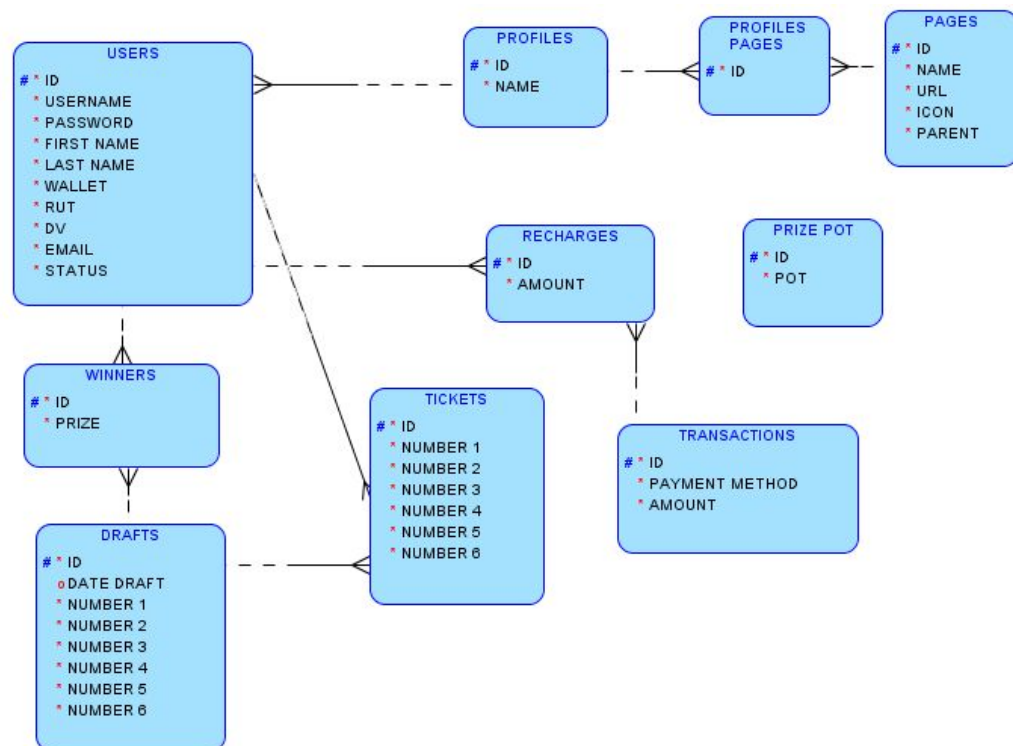 USERS
# * ID
* USERNAME
* PASSWORD
* FIRST NAME
* LAST NAME
* WALLET
* RUT
* DV
* EMAIL
* STATUS
PROFILES
# * ID
* NAME
PROFILES
PAGES
# * ID
PAGES
# * ID
* NAME
* URL
* ICON
* PARENT
RECHARGES
# * ID
* AMOUNT
PRIZE POT
# * ID
* POT
WINNERS
# * ID
* PRIZE
TICKETS
# * ID
* NUMBER 1
* NUMBER 2
* NUMBER 3
* NUMBER 4
* NUMBER 5
* NUMBER 6
TRANSACTIONS
# * ID
* PAYMENT METHOD
* AMOUNT
DRAFTS
# * ID
o DATE DRAFT
* NUMBER 1
* NUMBER 2
* NUMBER 3
* NUMBER 4
* NUMBER 5
* NUMBER 6